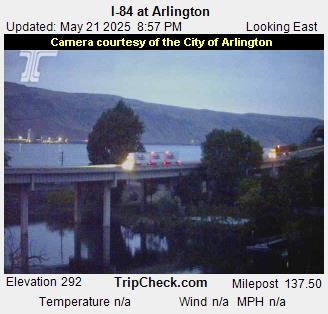 I-84 at Arlington
Updated: May 21 2025 8:57 PM Looking East
Camera courtesy of the City of Arlington
Elevation 292 TripCheck.com Milepost 137.50
Temperature n/a Wind n/a MPH n/a